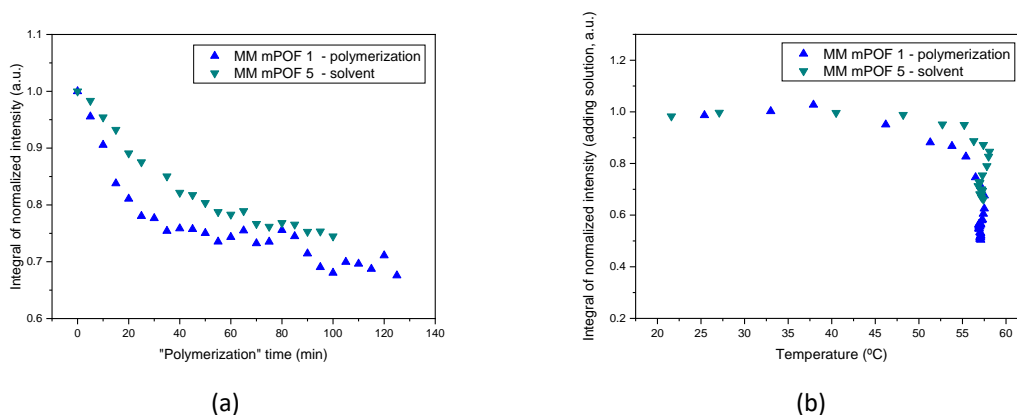 1.1
1.0
0.9
0.8
0.7
0.6
0 20 40 60 80 100 120 140
Integral of normalized intensity (a.u.)
"Polymerization" time (min)
MM mPOF 1 - polymerization
MM mPOF 5 - solvent
(a)
1.2
1.0
0.8
0.6
0.4
0.2
20 25 30 35 40 45 50 55 60
Integral of normalized intensity (adding solution, a.u.)
Temperature (ºC)
MM mPOF 1 - polymerization
MM mPOF 5 - solvent
(b)